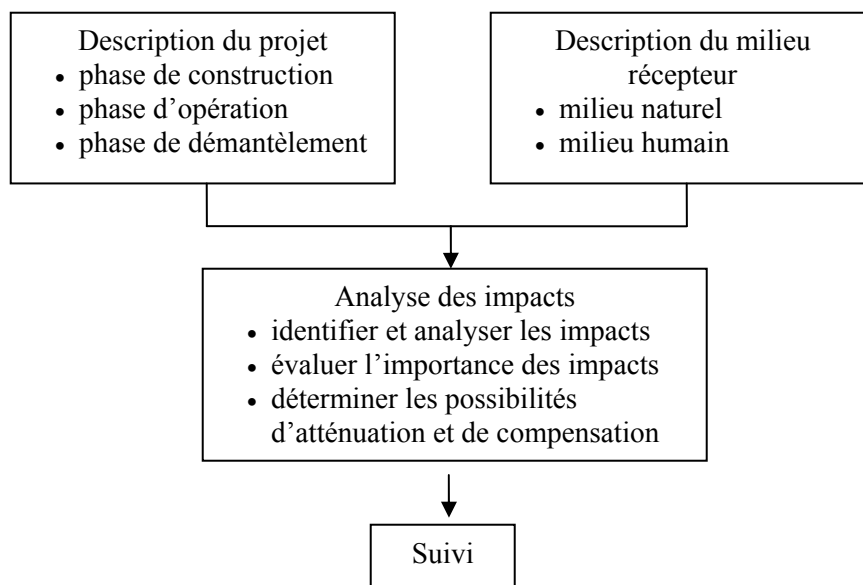 Description du projet
• phase de construction
• phase d’opération
• phase de démantèlement
Description du milieu
récepteur
• milieu naturel
• milieu humain
Analyse des impacts
• identifier et analyser les impacts
• évaluer l’importance des impacts
• déterminer les possibilités
d’atténuation et de compensation
Suivi